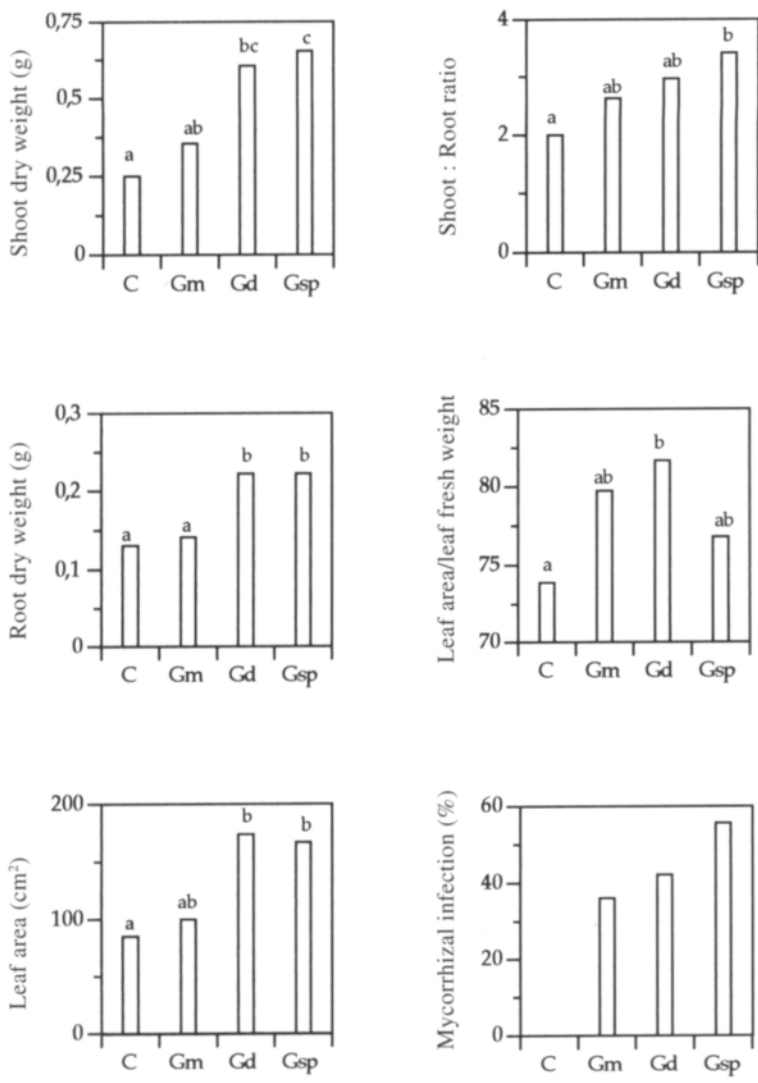 Shoot dry weight (g)
0,75
0,5
0,25
0
a
ab
bc
c
C Gm Gd Gsp
Shoot : Root ratio
4
2
0
a
ab
ab
b
C Gm Gd Gsp
Root dry weight (g)
0,3
0,2
0,1
0
a
a
b
b
C Gm Gd Gsp
Leaf area/leaf fresh weight
85
80
75
70
a
ab
b
ab
C Gm Gd Gsp
Leaf area (cm²)
200
100
0
a
ab
b
b
C Gm Gd Gsp
Mycorrhizal infection (%)
60
40
20
0
C Gm Gd Gsp